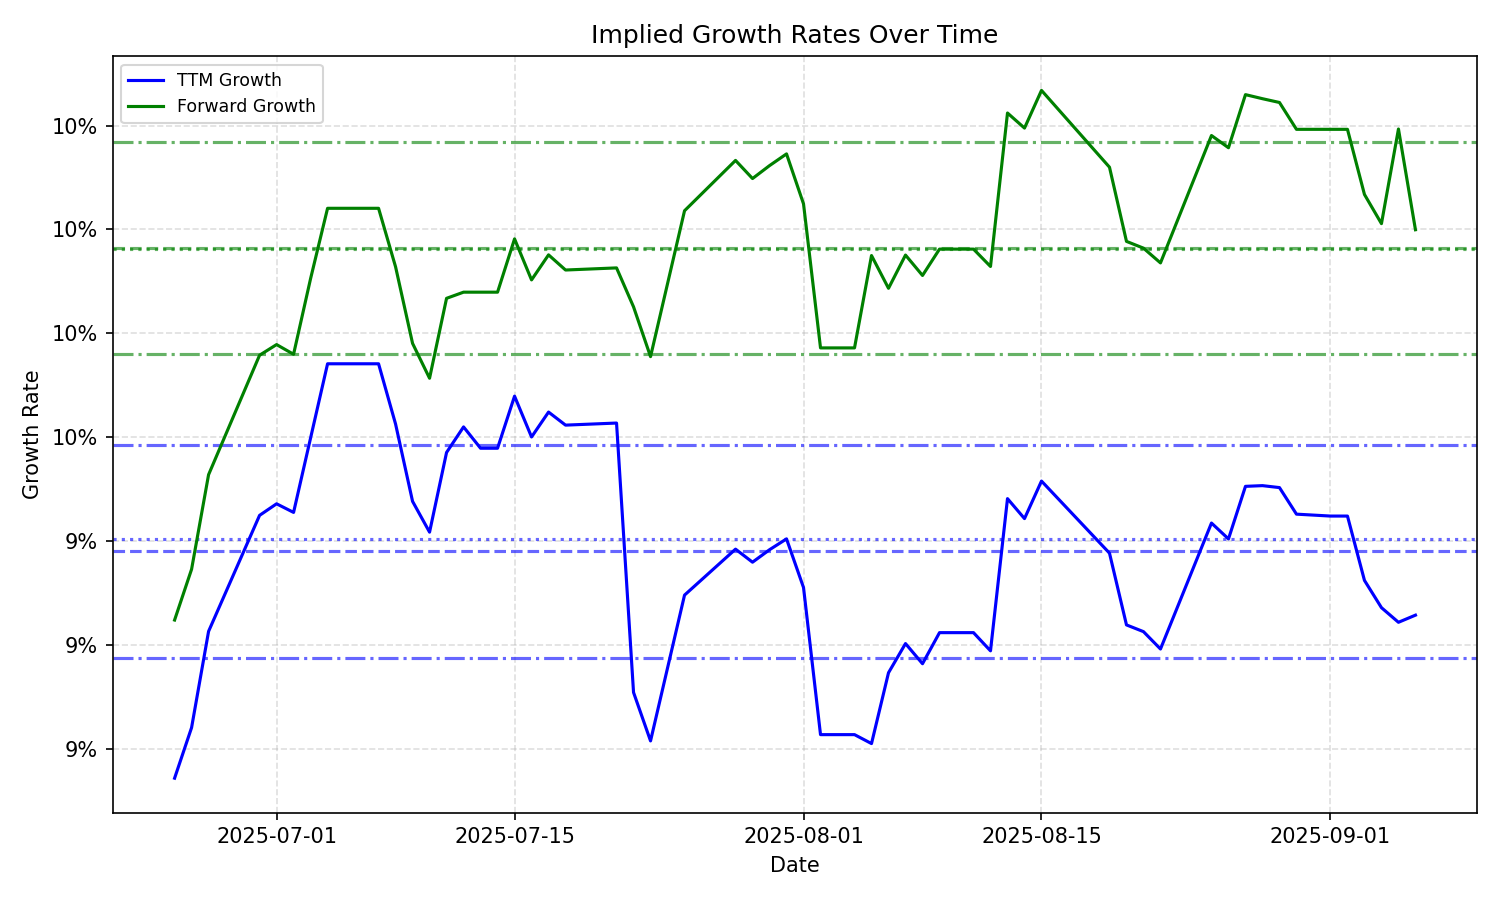 Implied Growth Rates Over Time
TTM Growth
Forward Growth
10%
10%
10%
10%
9%
9%
9%
Growth Rate
2025-07-01
2025-07-15
2025-08-01
2025-08-15
2025-09-01
Date